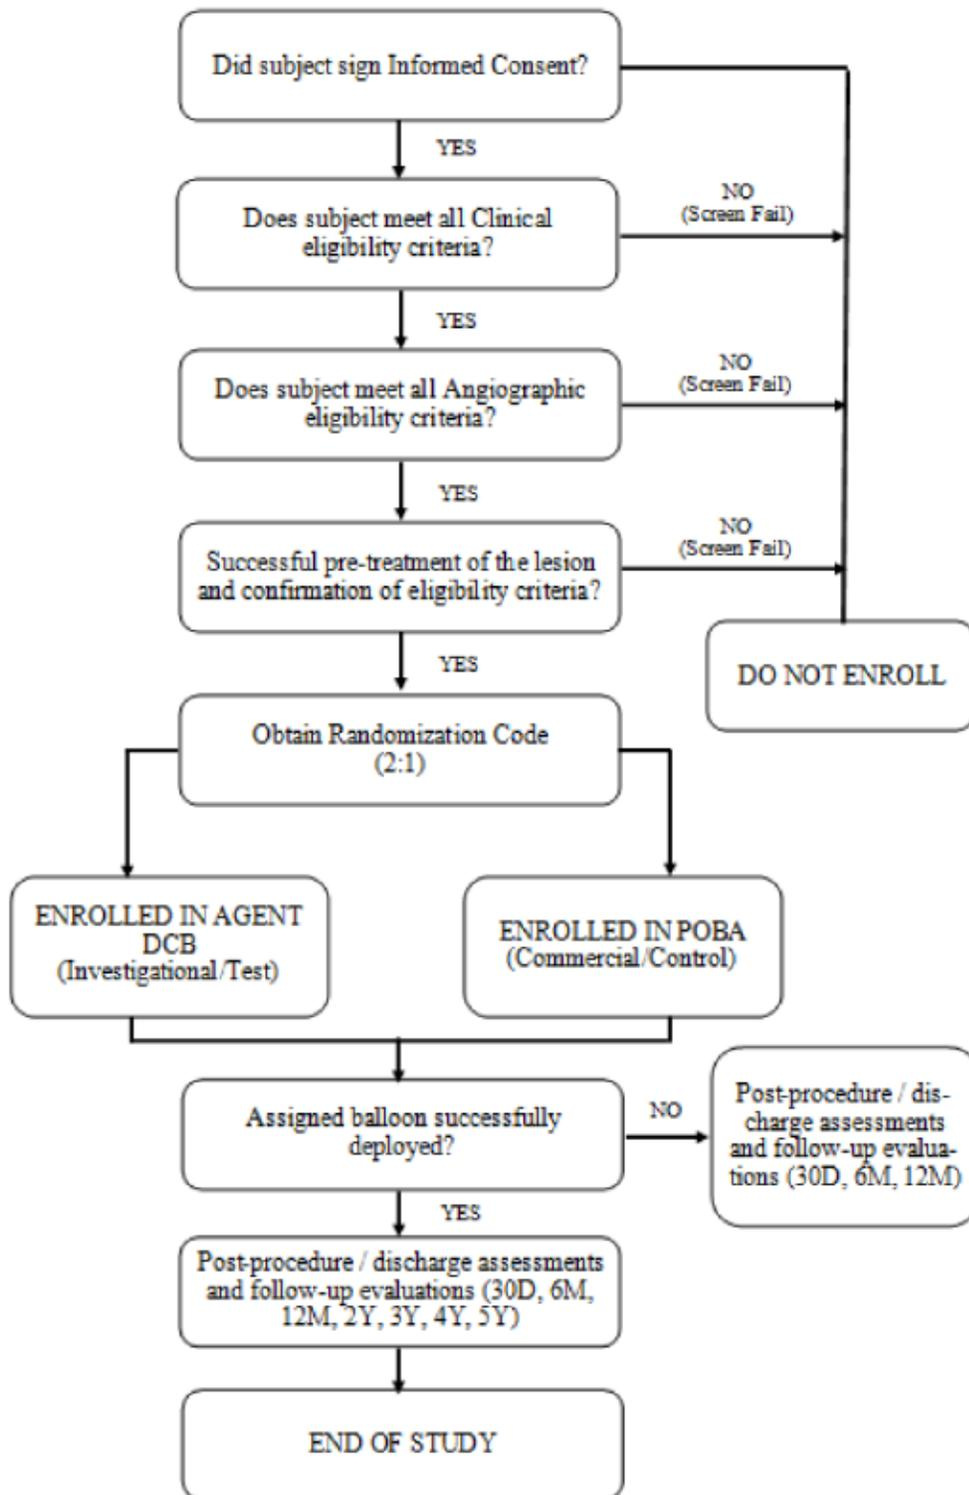 Did subject sign Informed Consent?
YES
Does subject meet all Clinical
eligibility criteria?
NO
(Screen Fail)
YES
Does subject meet all Angiographic
eligibility criteria?
NO
(Screen Fail)
YES
Successful pre-treatment of the lesion
and confirmation of eligibility criteria?
NO
(Screen Fail)
YES
DO NOT ENROLL
Obtain Randomization Code
(2:1)
ENROLLED IN AGENT
DCB
(Investigational/Test)
ENROLLED IN POBA
(Commercial/Control)
Assigned balloon successfully
deployed?
NO
Post-procedure / dis-
charge assessments
and follow-up evalua-
tions (30D, 6M, 12M)
YES
Post-procedure / discharge assessments
and follow-up evaluations (30D, 6M,
12M, 2Y, 3Y, 4Y, 5Y)
END OF STUDY